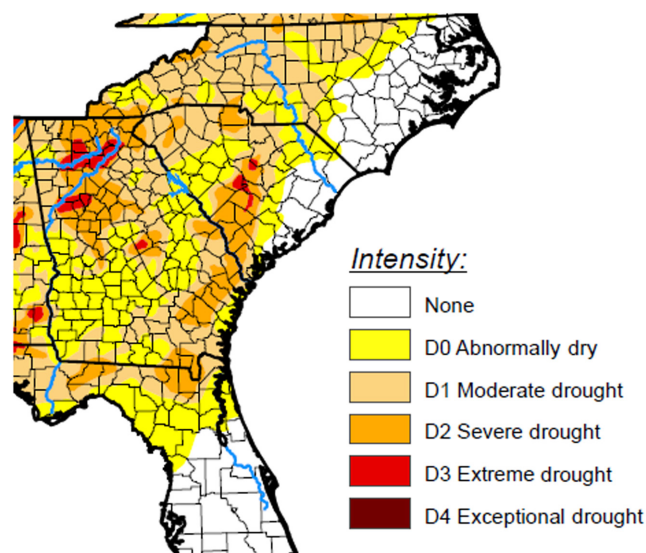 Intensity:
None
D0 Abnormally dry
D1 Moderate drought
D2 Severe drought
D3 Extreme drought
D4 Exceptional drought